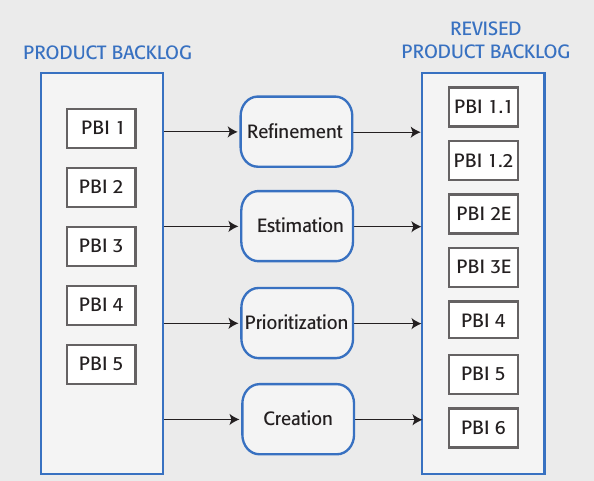 PRODUCT BACKLOG
REVISED
PRODUCT BACKLOG
PBI 1
PBI 2
PBI 3
PBI 4
PBI 5
Refinement
Estimation
Prioritization
Creation
PBI 1.1
PBI 1.2
PBI 2E
PBI 3E
PBI 4
PBI 5
PBI 6